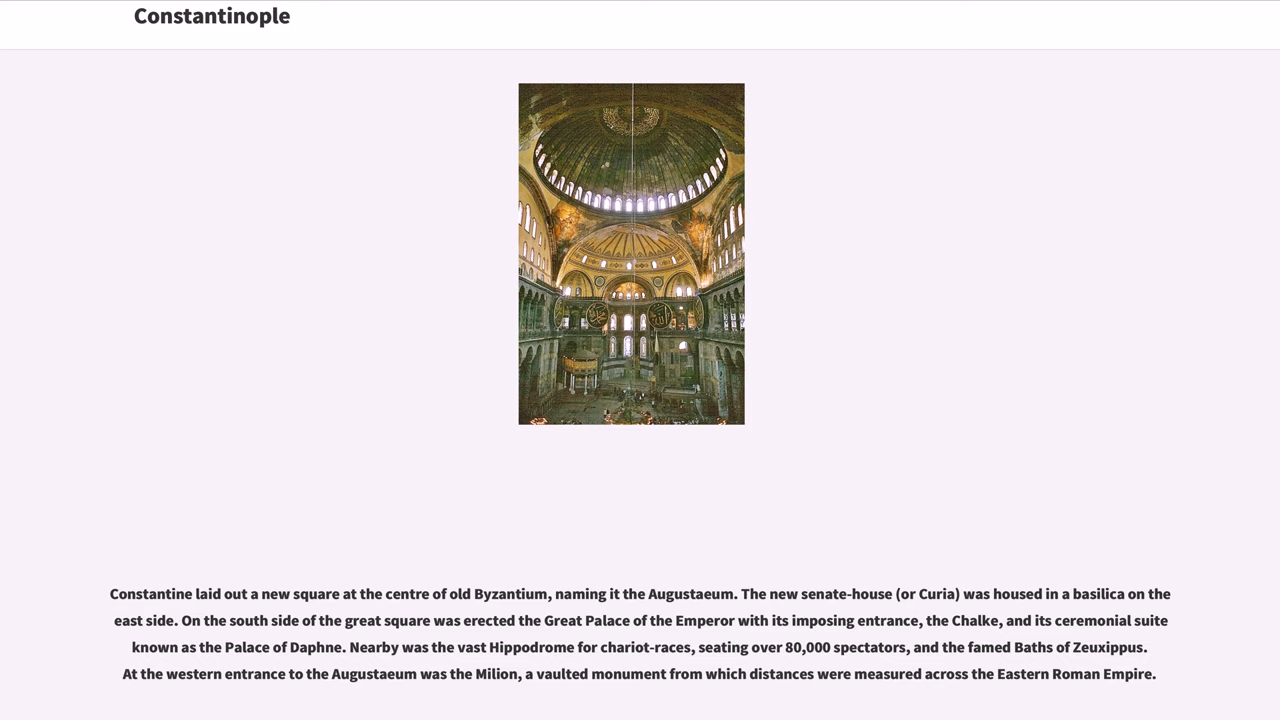 Constantinople
Constantine laid out a new square at the centre of old Byzantium, naming it the Augustaeum. The new senate-house (or Curia) was housed in a basilica on the
east side. On the south side of the great square was erected the Great Palace of the Emperor with its imposing entrance, the Chalke, and its ceremonial suite
known as the Palace of Daphne. Nearby was the vast Hippodrome for chariot-races, seating over 80,000 spectators, and the famed Baths of Zeuxippus.
At the western entrance to the Augustaeum was the Milion, a vaulted monument from which distances were measured across the Eastern Roman Empire.